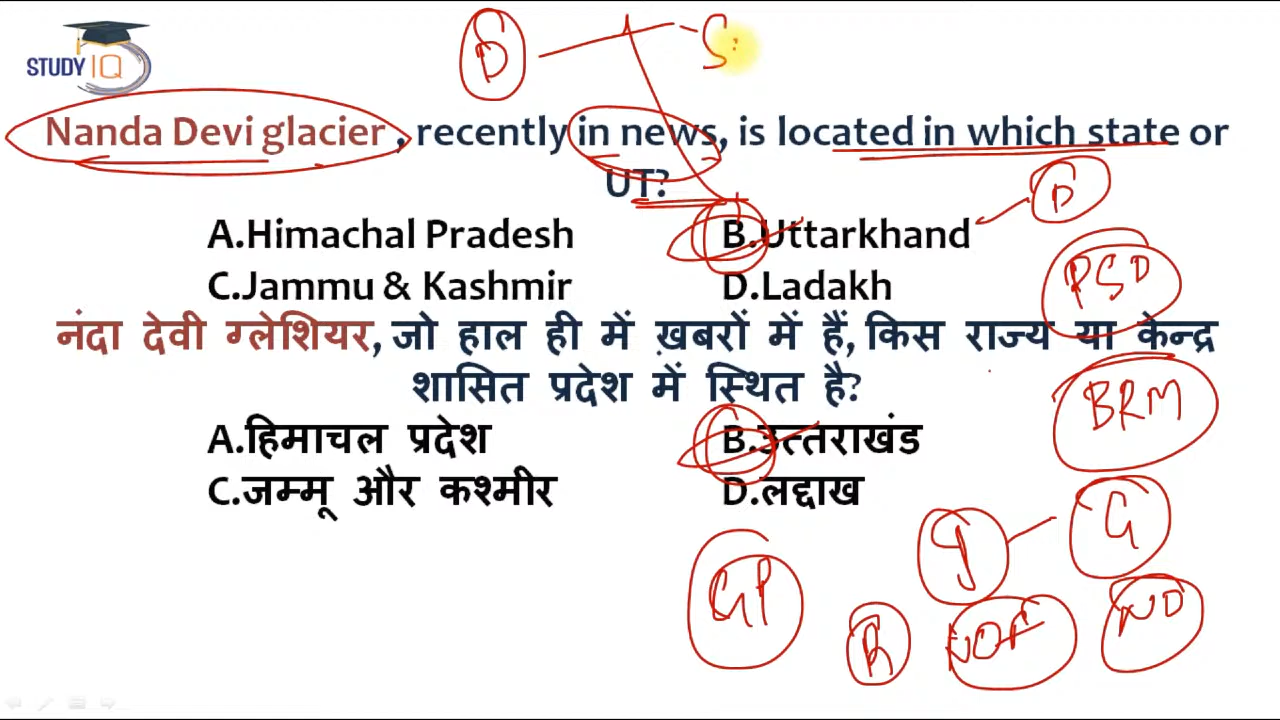 STUDY IQ
D
S
Nanda Devi glacier, recently in news, is located in which state or
UT?
D
A.Himachal Pradesh
B.Uttarkhand
C.Jammu & Kashmir
D.Ladakh
PSD
नंदा देवी ग्लेशियर, जो हाल ही में ख़बरों में हैं, किस राज्य या केन्द्र
शासित प्रदेश में स्थित है?
BRM
A.हिमाचल प्रदेश
B.उत्तराखंड
C.जम्मू और कश्मीर
D.लद्दाख
G
GP
R
ND